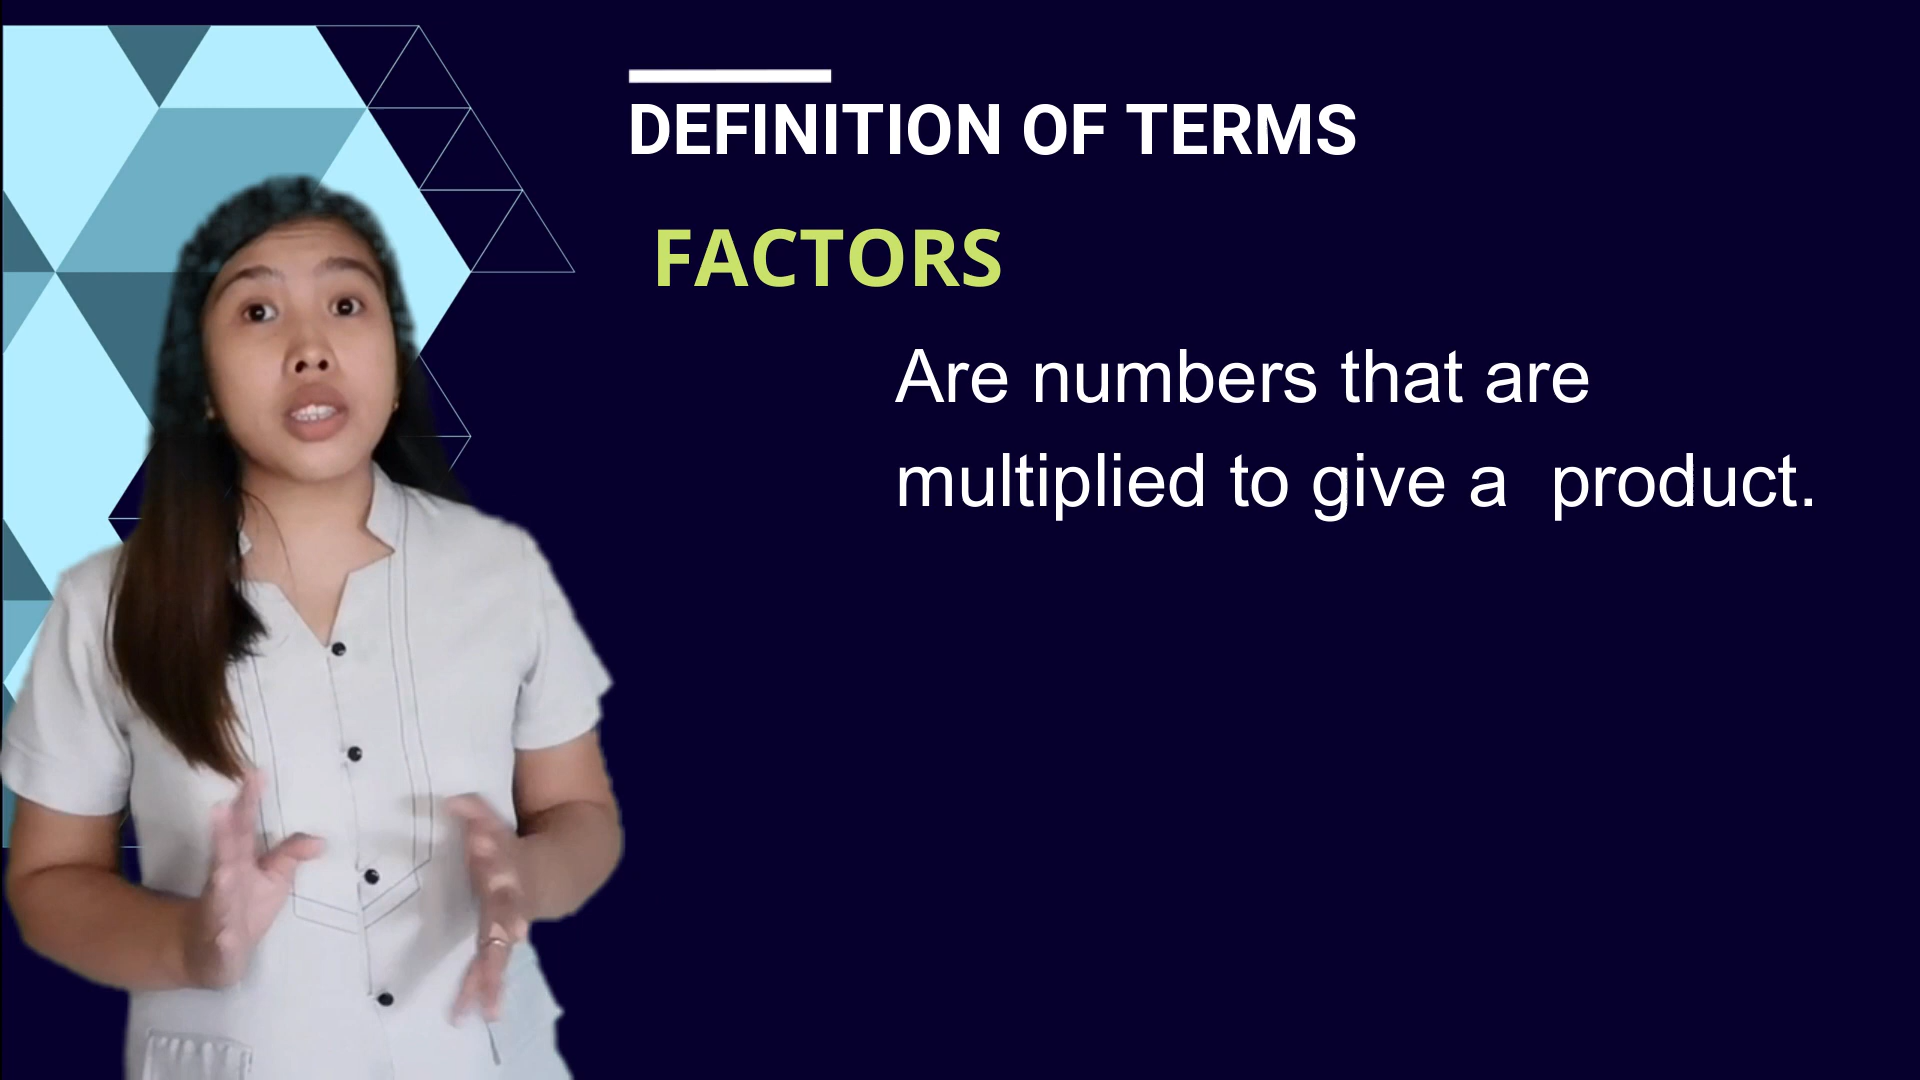 DEFINITION OF TERMS
FACTORS
Are numbers that are
multiplied to give a  product.